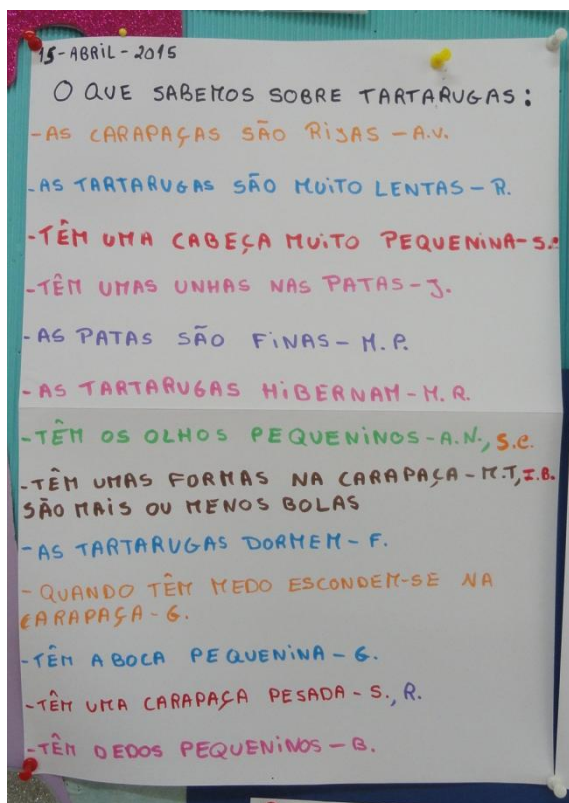 15-ABRIL-2015
O QUE SABEMOS SOBRE TARTARUGAS:
-AS CARAPAÇAS SÃO RIJAS-A.V.
-AS TARTARUGAS SÃO MUITO LENTAS-R.
-TÊM UMA CABEÇA MUITO PEQUENINA-S.C.
-TÊM UMAS UNHAS NAS PATAS-J.
-AS PATAS SÃO FINAS-M.P.
-AS TARTARUGAS HIBERNAM-M.R.
-TÊM OS OLHOS PEQUENINOS-A.N., S.C.
-TÊM UMAS FORMAS NA CARAPAÇA-M.T, I.B.
SÃO MAIS OU MENOS BOLAS
-AS TARTARUGAS DORMEM-F.
-QUANDO TÊM MEDO ESCONDEM-SE NA
CARAPAÇA-G.
-TÊM A BOCA PEQUENINA-G.
-TÊM UMA CARAPAÇA PESADA-S., R.
-TÊM DEDOS PEQUENINOS-B.